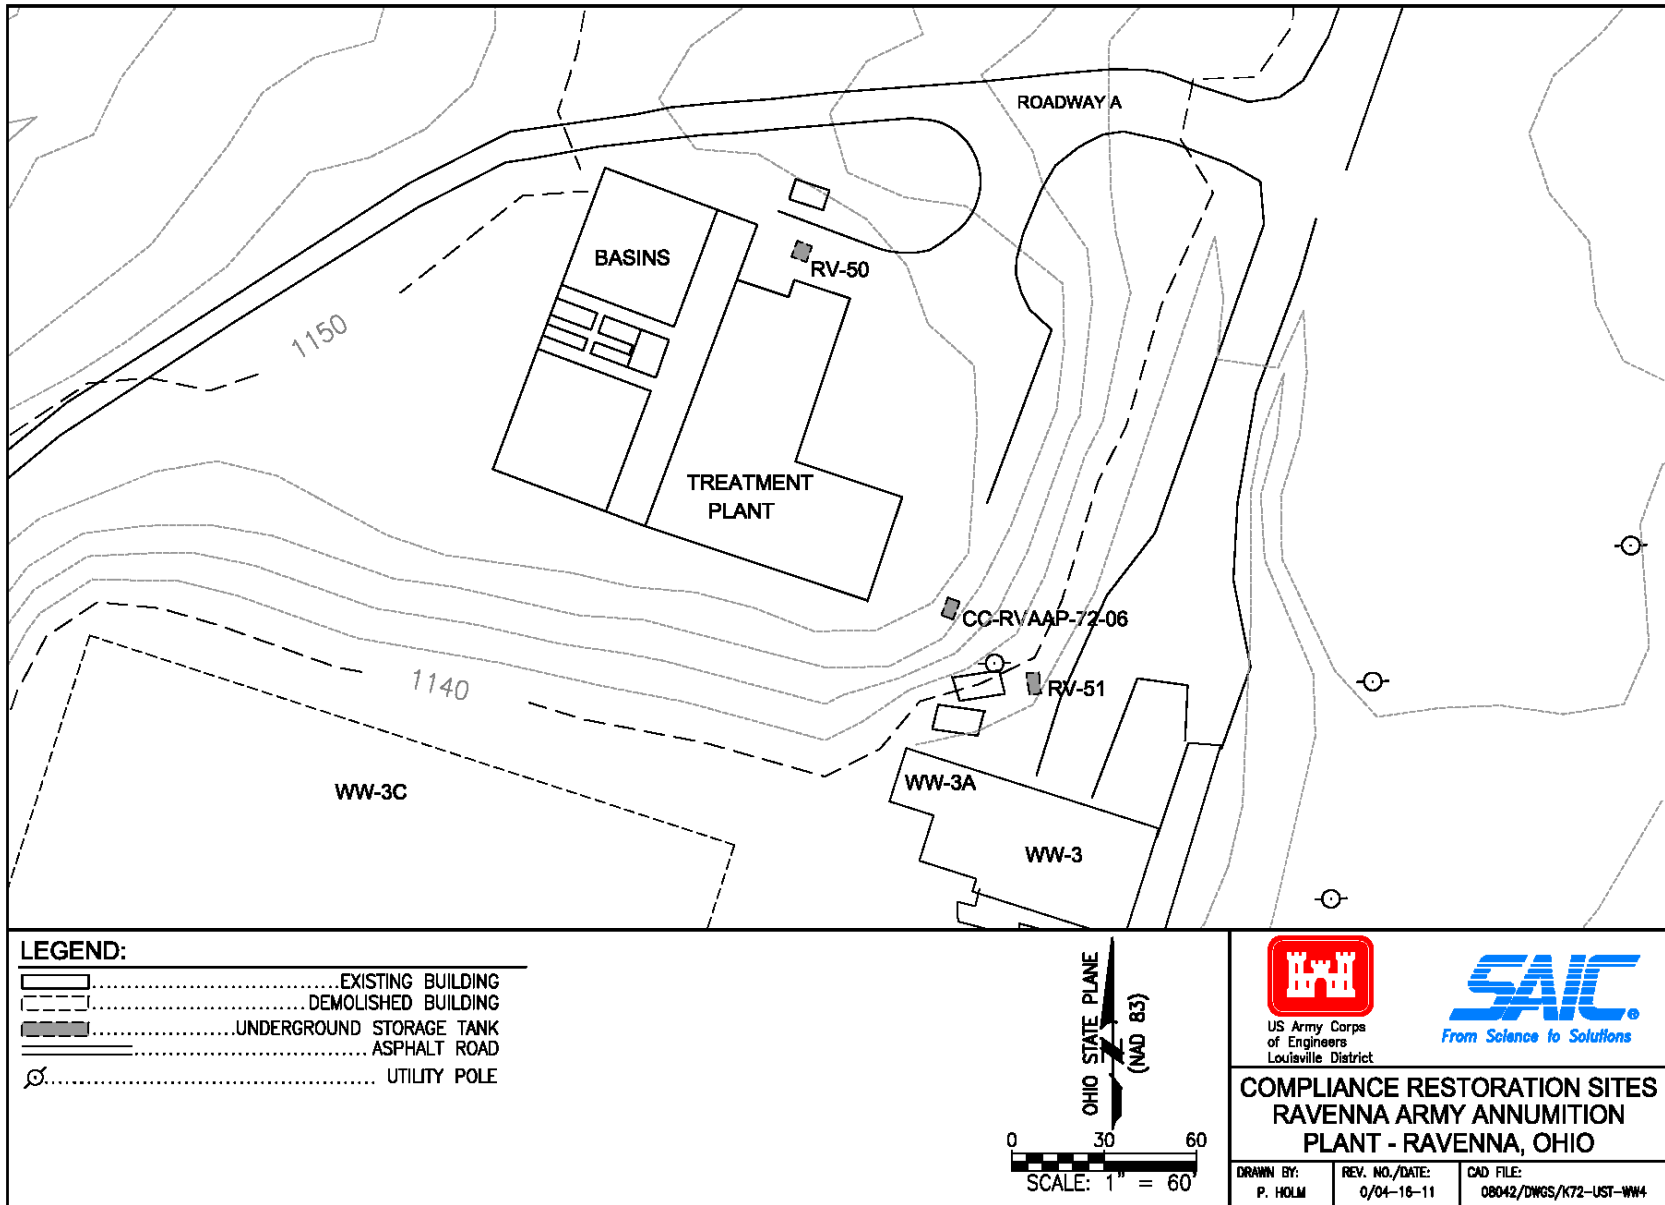 ROADWAY A
BASINS
RV-50
1150
TREATMENT
PLANT
CC-RVAAP-72-06
1140
RV-51
WW-3C
WW-3A
WW-3
LEGEND:
EXISTING BUILDING
DEMOLISHED BUILDING
UNDERGROUND STORAGE TANK
ASPHALT ROAD
UTILITY POLE
OHIO STATE PLANE
(NAD 83)
N
0 30 60
SCALE: 1" = 60'
US Army Corps
of Engineers
Louisville District
SAIC®
From Science to Solutions
COMPLIANCE RESTORATION SITES
RAVENNA ARMY ANNUMITION
PLANT - RAVENNA, OHIO
DRAWN BY:
P. HOLM
REV. NO./DATE:
0/04-16-11
CAD FILE:
08042/DWGS/K72-UST-WW4